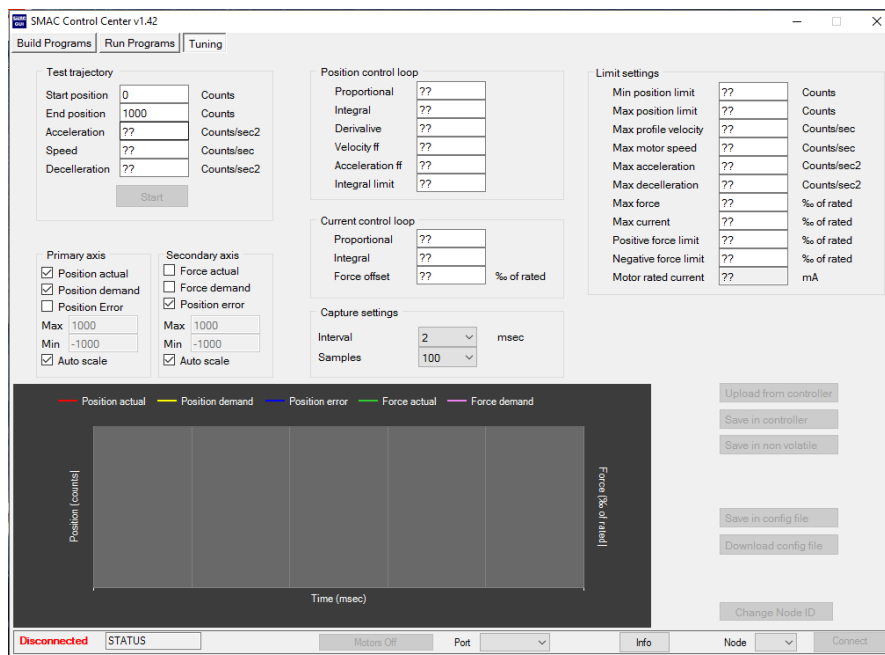 SMAC GUI SMAC Control Center v1.42
Build Programs Run Programs Tuning
Test trajectory
Start position 0 Counts
End position 1000 Counts
Acceleration ?? Counts/sec2
Speed ?? Counts/sec
Decelleration ?? Counts/sec2
Start
Position control loop
Proportional ??
Integral ??
Derivalive ??
Velocity ff ??
Acceleration ff ??
Integral limit ??
Limit settings
Min position limit ?? Counts
Max position limit ?? Counts
Max profile velocity ?? Counts/sec
Max motor speed ?? Counts/sec
Max acceleration ?? Counts/sec2
Max decelleration ?? Counts/sec2
Max force ?? ‰ of rated
Max current ?? ‰ of rated
Positive force limit ?? ‰ of rated
Negative force limit ?? ‰ of rated
Motor rated current ?? mA
Current control loop
Proportional ??
Integral ??
Force offset ?? ‰ of rated
Primary axis
Position actual
Position demand
Position Error
Max 1000
Min -1000
Auto scale
Secondary axis
Force actual
Force demand
Position error
Max 1000
Min -1000
Auto scale
Capture settings
Interval 2 msec
Samples 100
Position actual Position demand Position error Force actual Force demand
Position (counts)
Force (‰ of rated)
Time (msec)
Upload from controller
Save in controller
Save in non volatile
Save in config file
Download config file
Change Node ID
Disconnected STATUS Motors Off Port Info Node Connect